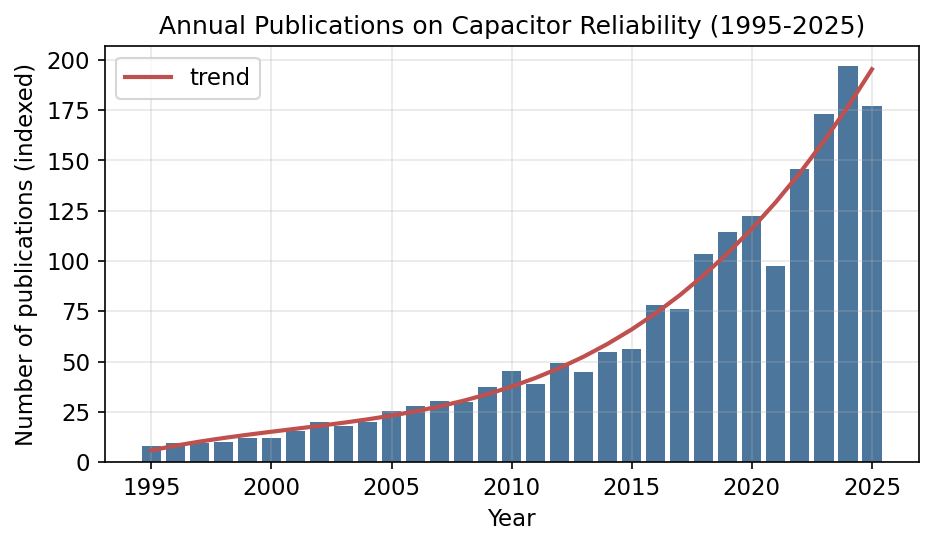 Annual Publications on Capacitor Reliability (1995-2025)
Number of publications (indexed)
200
175
150
125
100
75
50
25
0
trend
1995 2000 2005 2010 2015 2020 2025
Year